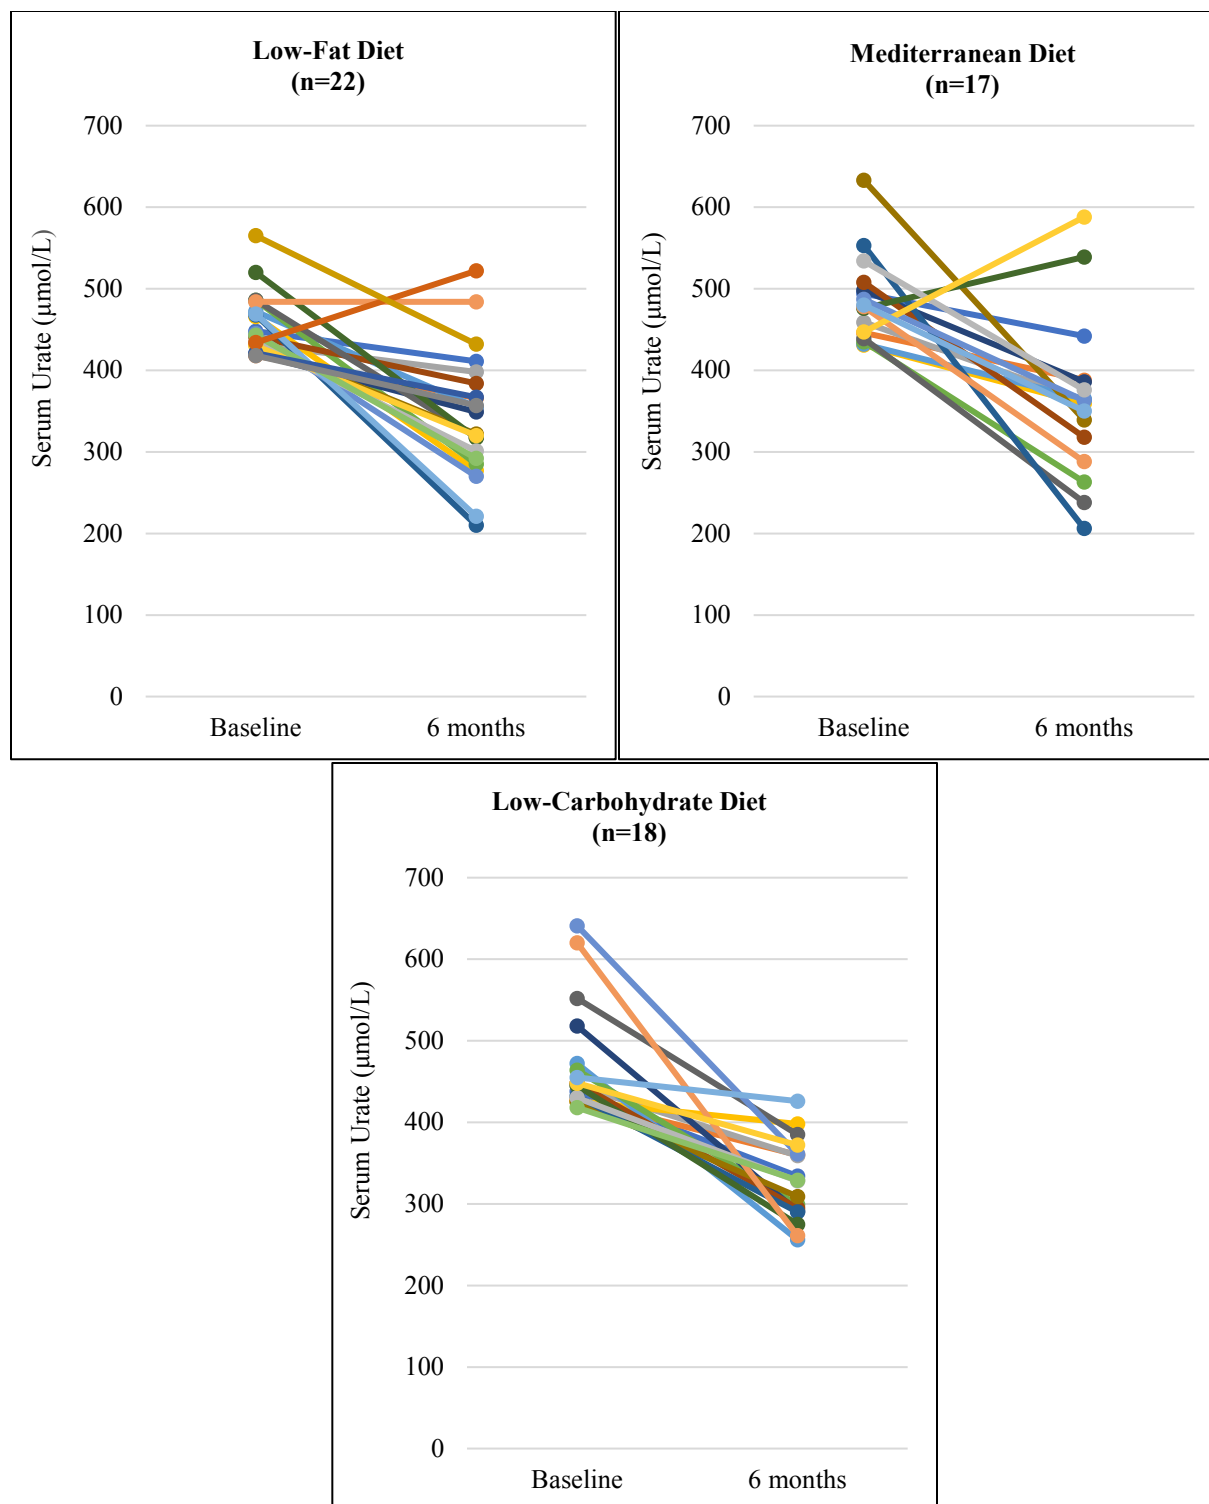 Low-Fat Diet
(n=22)
Serum Urate (μmol/L)
700
600
500
400
300
200
100
0
Baseline
6 months
Mediterranean Diet
(n=17)
Serum Urate (μmol/L)
700
600
500
400
300
200
100
0
Baseline
6 months
Low-Carbohydrate Diet
(n=18)
Serum Urate (μmol/L)
700
600
500
400
300
200
100
0
Baseline
6 months